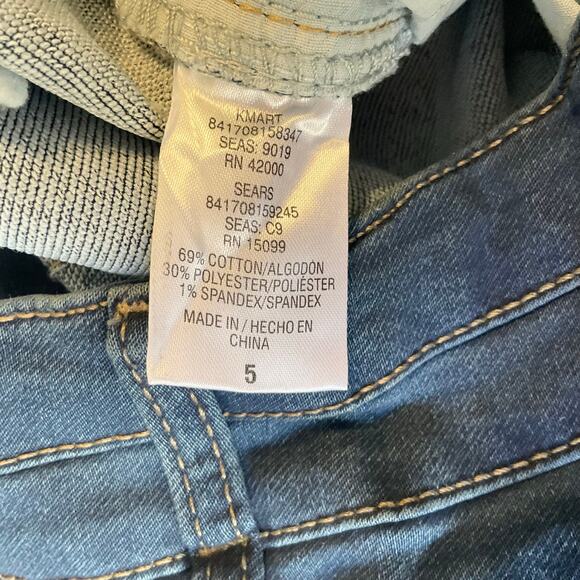 KMART
841708158347
SEAS: 9019
RN 42000
SEARS
841708159245
SEAS: C9
RN 15099
69% COTTON/ALGODÓN
30% POLYESTER/POLIÉSTER
1% SPANDEX/SPANDEX
MADE IN / HECHO EN
CHINA
5